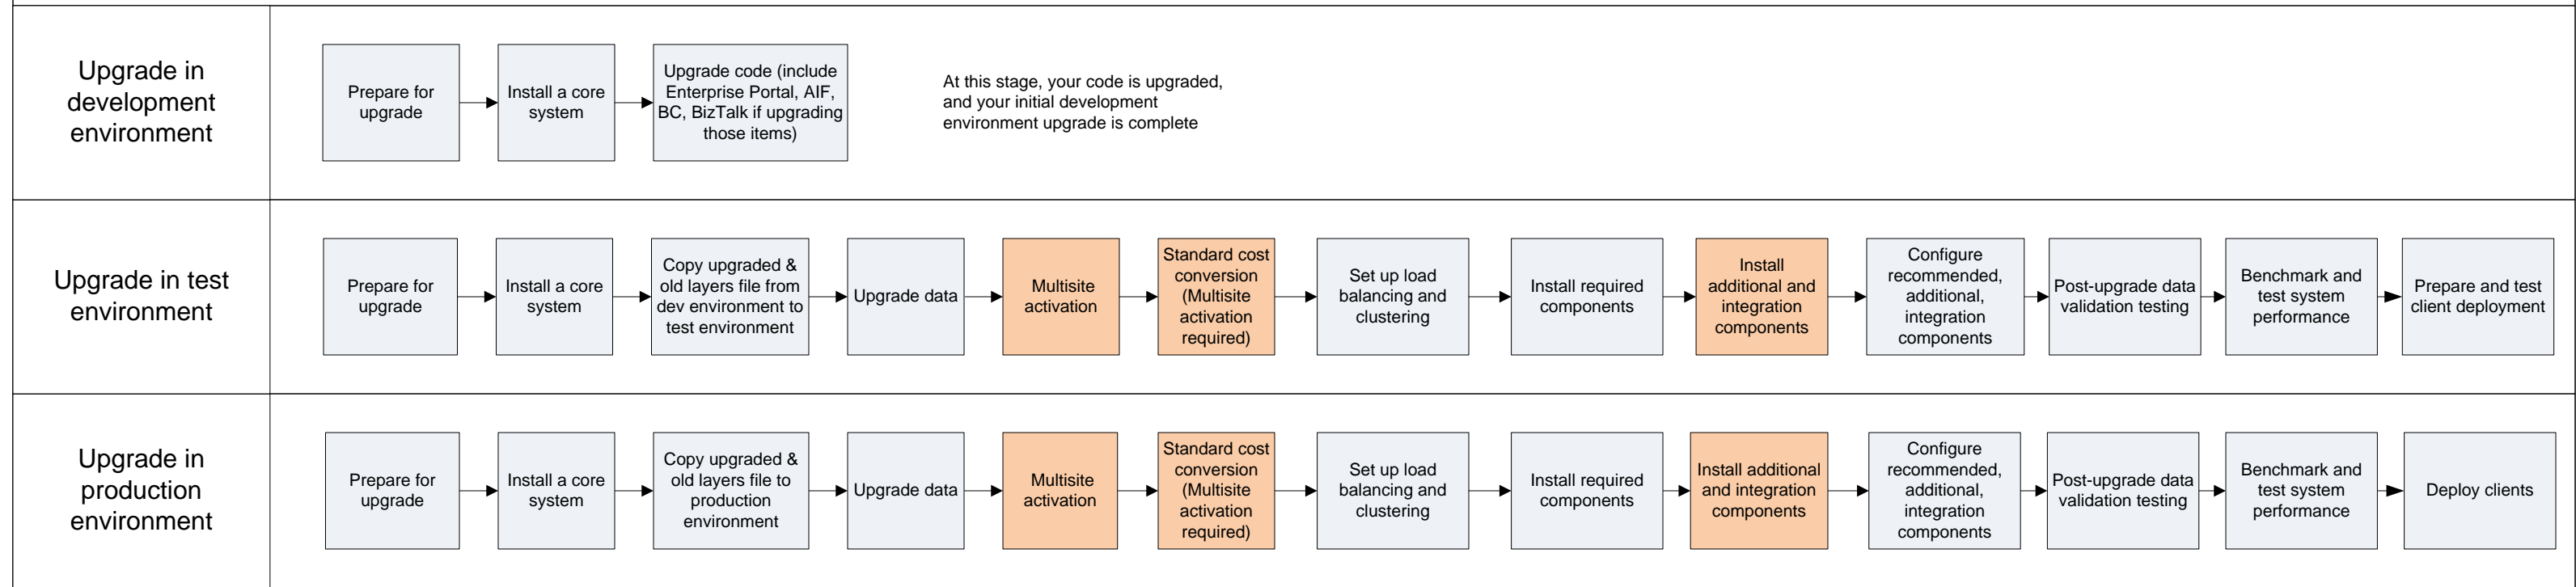 Upgrade in
development
environment
Prepare for
upgrade
Install a core
system
Upgrade code (include
Enterprise Portal, AIF,
BC, BizTalk if upgrading
those items)
At this stage, your code is upgraded,
and your initial development
environment upgrade is complete
Upgrade in test
environment
Prepare for
upgrade
Install a core
system
Copy upgraded &
old layers file from
dev environment to
test environment
Upgrade data
Multisite
activation
Standard cost
conversion
(Multisite
activation
required)
Set up load
balancing and
clustering
Install required
components
Install
additional and
integration
components
Configure
recommended,
additional,
integration
components
Post-upgrade data
validation testing
Benchmark and
test system
performance
Prepare and test
client deployment
Upgrade in
production
environment
Prepare for
upgrade
Install a core
system
Copy upgraded &
old layers file to
production
environment
Upgrade data
Multisite
activation
Standard cost
conversion
(Multisite
activation
required)
Set up load
balancing and
clustering
Install required
components
Install additional
and integration
components
Configure
recommended,
additional,
integration
components
Post-upgrade data
validation testing
Benchmark and
test system
performance
Deploy clients